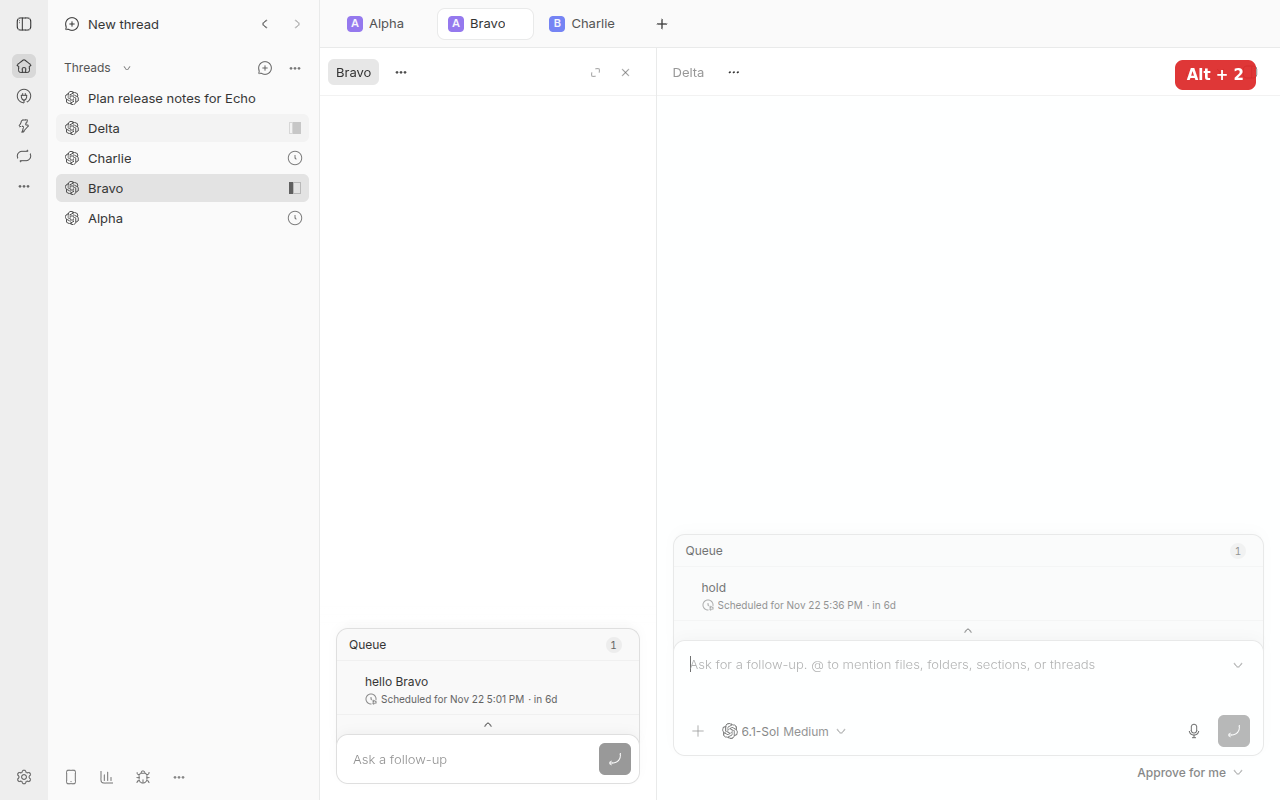 New thread
Threads
Plan release notes for Echo
Delta
Charlie
Bravo
Alpha
A Alpha
A Bravo
B Charlie
Bravo
Delta
Alt + 2
Queue 1
hello Bravo
Scheduled for Nov 22 5:01 PM · in 6d
Ask a follow-up
Queue 1
hold
Scheduled for Nov 22 5:36 PM · in 6d
Ask for a follow-up. @ to mention files, folders, sections, or threads
6.1-Sol Medium
Approve for me